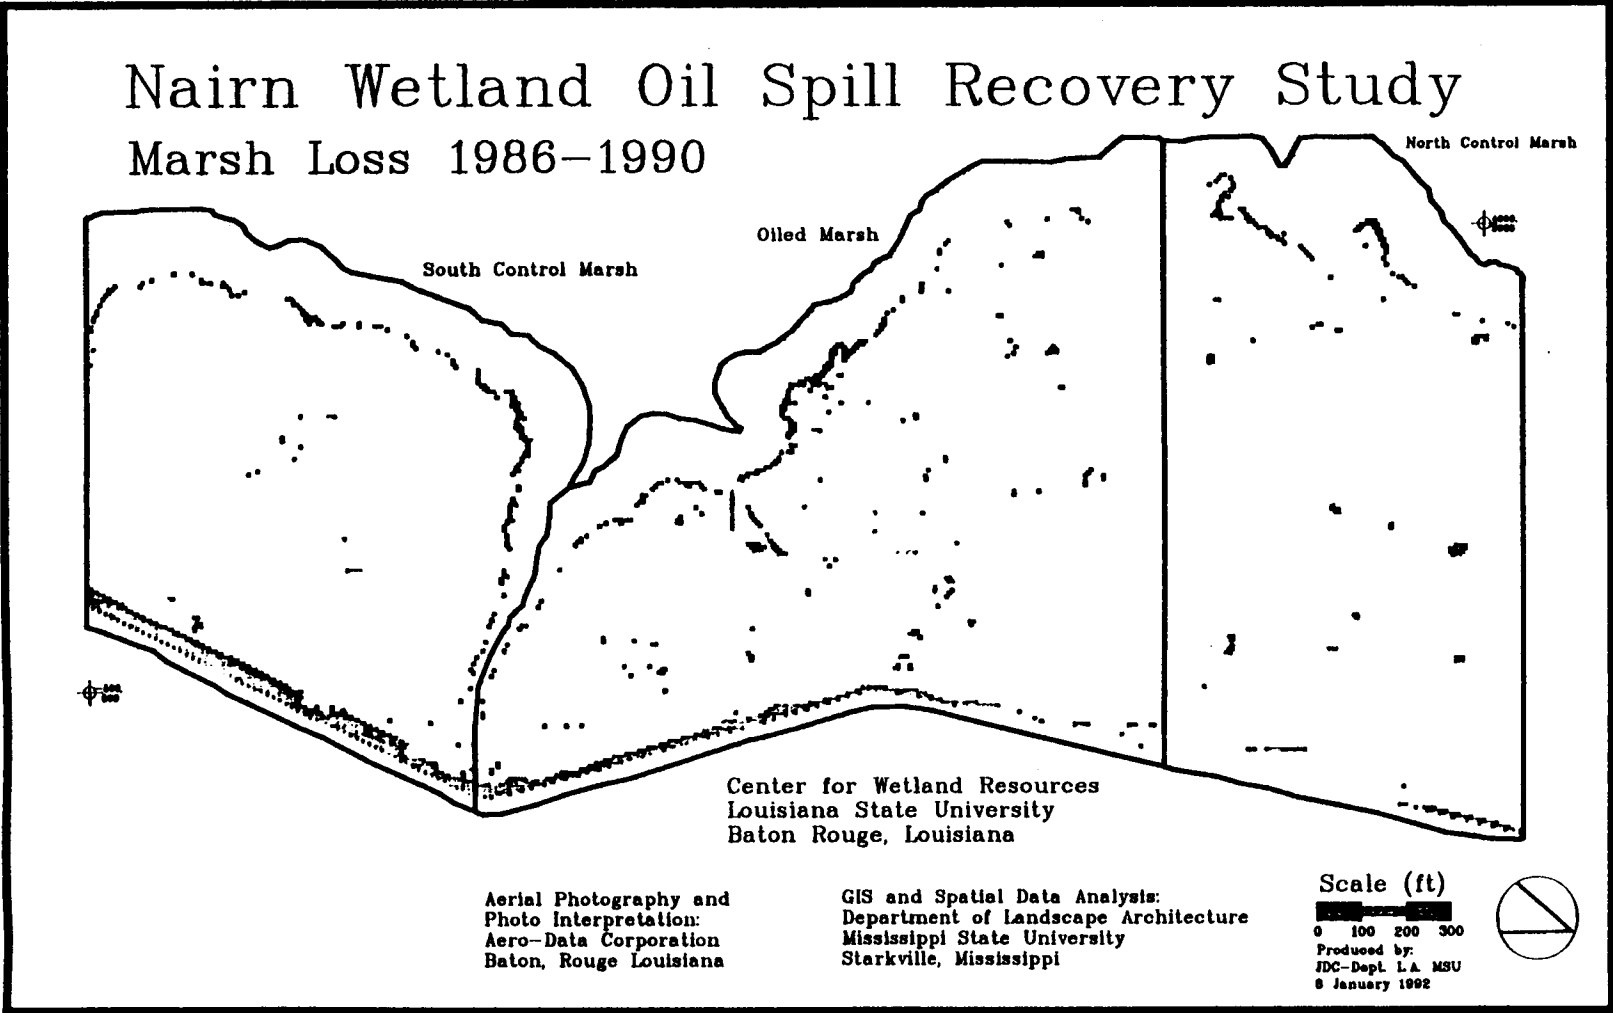 Nairn Wetland Oil Spill Recovery Study
Marsh Loss 1986-1990
North Control Marsh
Oiled Marsh
South Control Marsh
Center for Wetland Resources
Louisiana State University
Baton Rouge, Louisiana
Aerial Photography and
Photo Interpretation:
Aero-Data Corporation
Baton, Rouge Louisiana
GIS and Spatial Data Analysis:
Department of Landscape Architecture
Mississippi State University
Starkville, Mississippi
Scale (ft)
0 100 200 300
Produced by:
JDC-Dept. L.A. MSU
January 1992